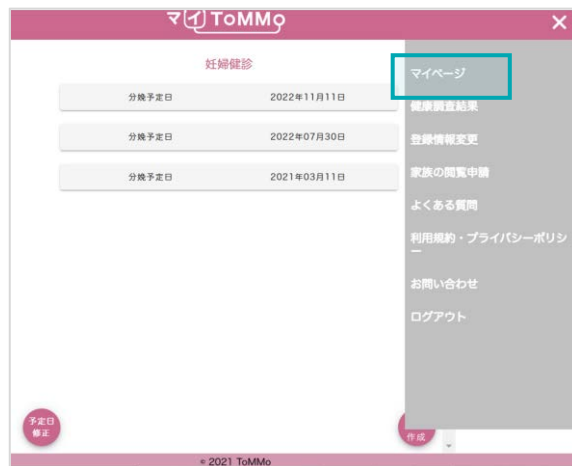 マイToMMo
×
妊婦健診
分娩予定日 2022年11月11日
分娩予定日 2022年07月30日
分娩予定日 2021年03月11日
マイページ
健康調査結果
登録情報変更
家族の閲覧申請
よくある質問
利用規約・プライバシーポリシ
ー
お問い合わせ
ログアウト
予定日
修正
作成
© 2021 ToMMo